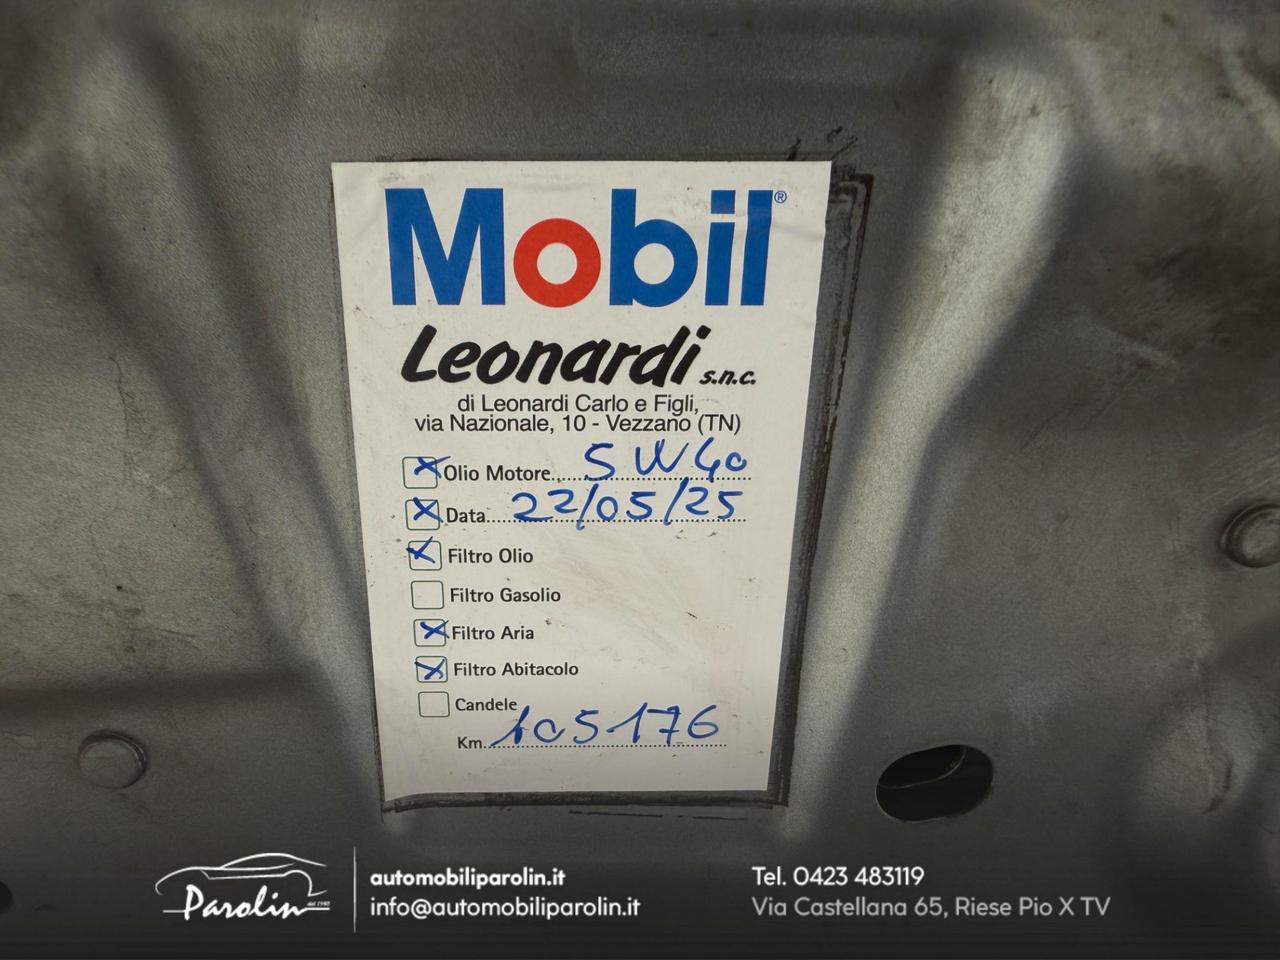 Mobil®
Leonardi s.n.c.
di Leonardi Carlo e Figli,
via Nazionale, 10 - Vezzano (TN)
Olio Motore 5W40
Data 22/05/25
Filtro Olio
Filtro Gasolio
Filtro Aria
Filtro Abitacolo
Candele
Km 105176
Parolin
dal 1980
automobiliparolin.it
info@automobiliparolin.it
Tel. 0423 483119
Via Castellana 65, Riese Pio X TV